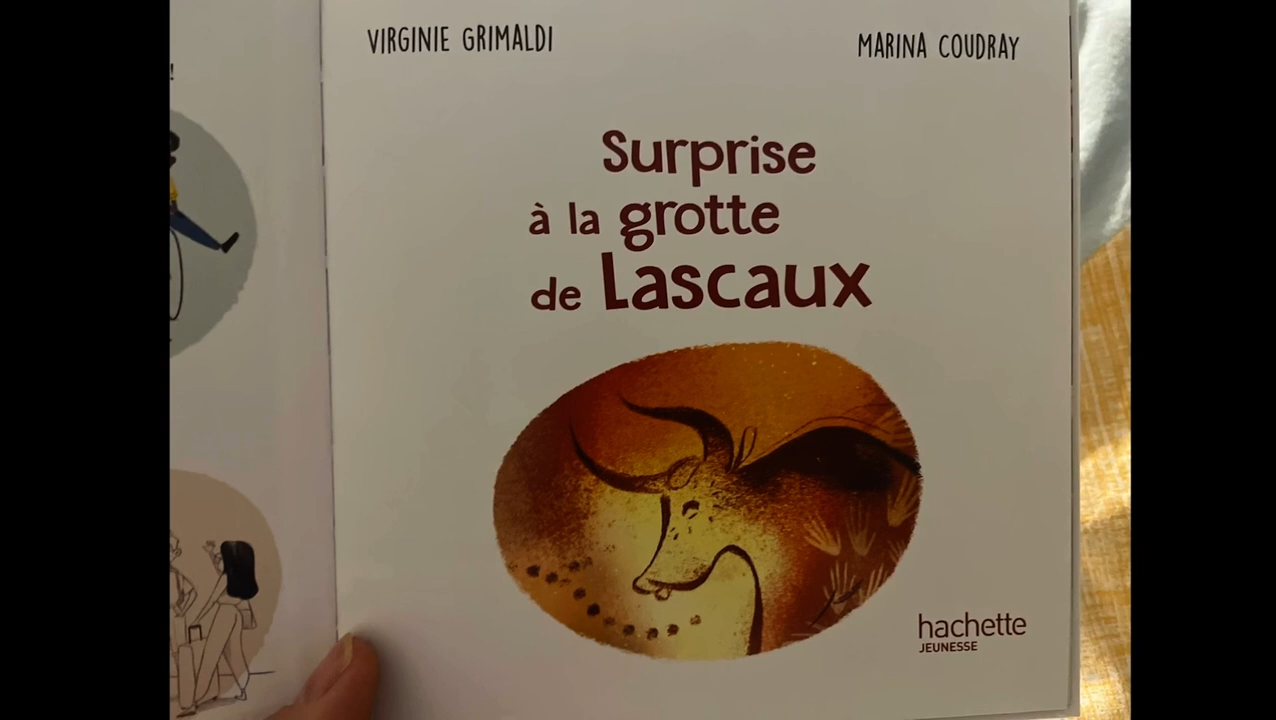 !
VIRGINIE GRIMALDI
MARINA COUDRAY
Surprise
à la grotte
de Lascaux
hachette
JEUNESSE